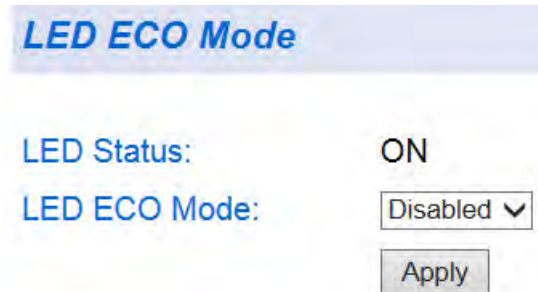 LED ECO Mode
LED Status: ON
LED ECO Mode: Disabled
Apply